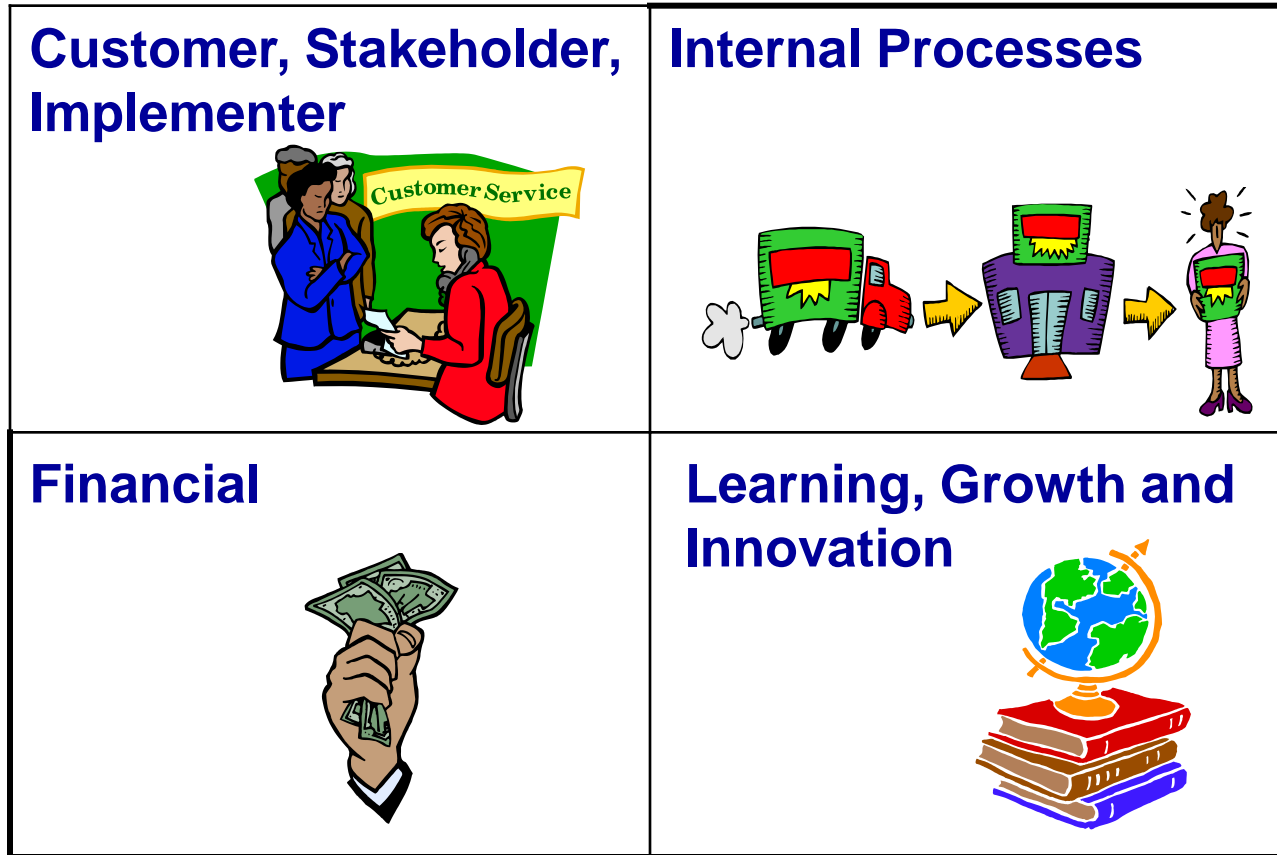 Customer, Stakeholder,
Implementer
Customer Service
Internal Processes
Financial
Learning, Growth and
Innovation